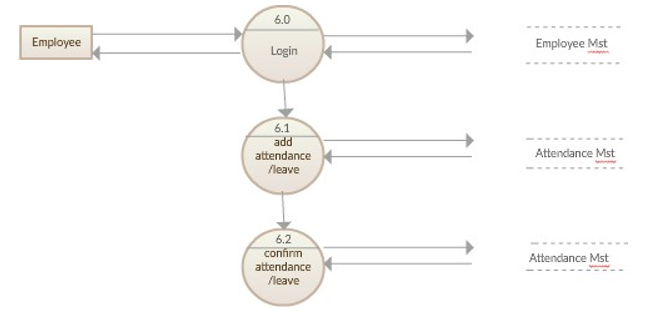 6.0
Employee
Login
Employee Mst
6.1
add
attendance
/leave
Attendance Mst
6.2
confirm
attendance
/leave
Attendance Mst